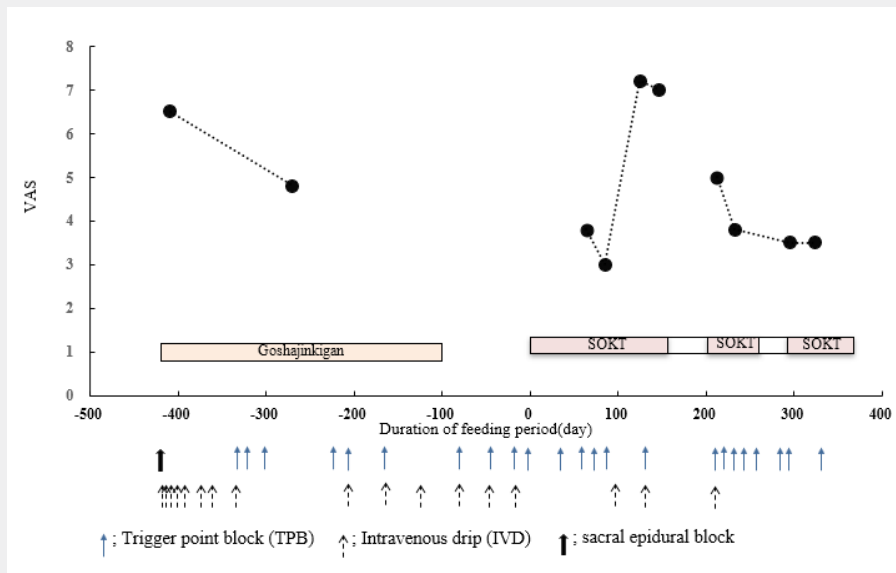 8
7
6
5
4
3
2
1
0
VAS
Goshajinkigan
SOKT
SOKT
SOKT
-500 -400 -300 -200 -100 0 100 200 300 400
Duration of feeding period(day)
; Trigger point block (TPB) ; Intravenous drip (IVD) ; sacral epidural block